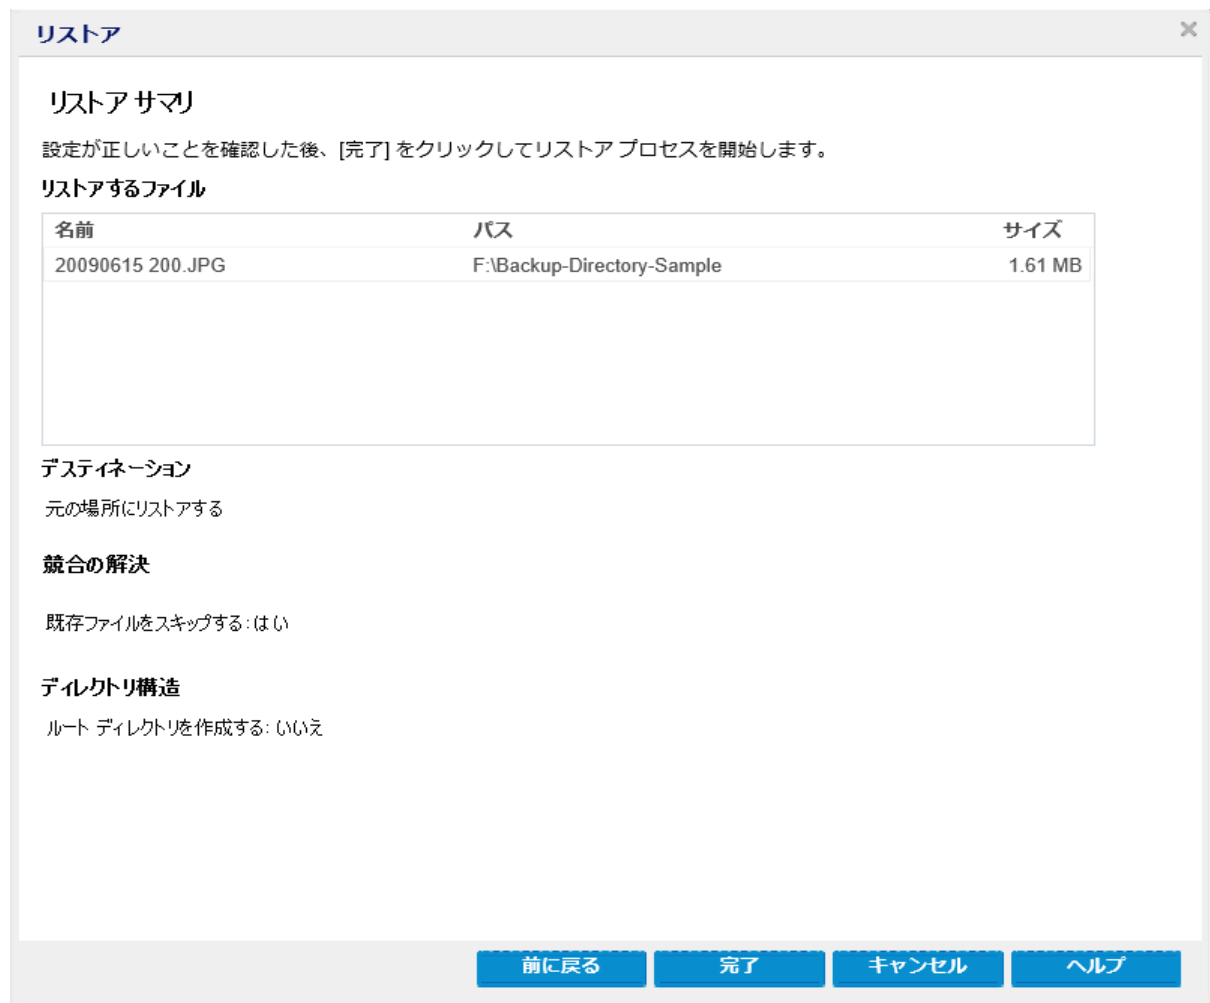 リストア
リストア サマリ
設定が正しいことを確認した後、[完了] をクリックしてリストア プロセスを開始します。
リストアするファイル
名前 パス サイズ
20090615 200.JPG F:\Backup-Directory-Sample 1.61 MB
デスティネーション
元の場所にリストアする
競合の解決
既存ファイルをスキップする: はい
ディレクトリ構造
ルート ディレクトリを作成する: いいえ
前に戻る 完了 キャンセル ヘルプ